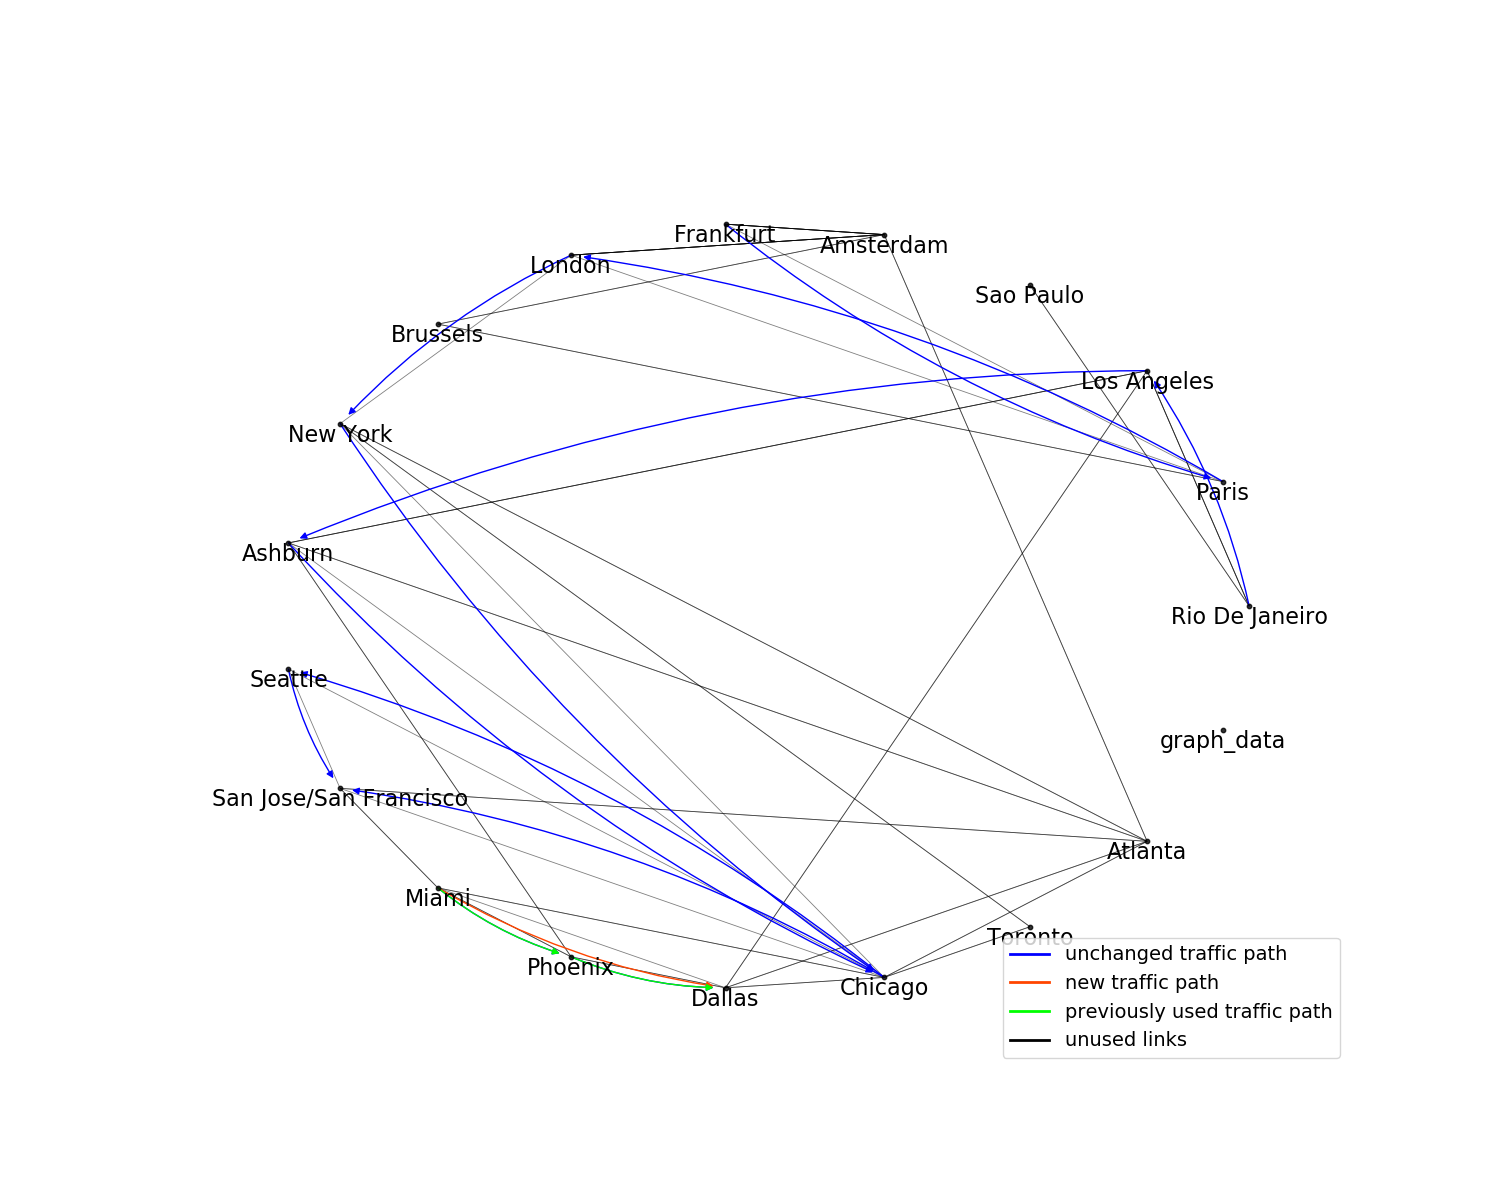 Frankfurt
Amsterdam
London
Sao Paulo
Brussels
Los Angeles
New York
Paris
Ashburn
Rio De Janeiro
Seattle
graph_data
San Jose/San Francisco
Atlanta
Miami
Toronto
Phoenix
Chicago
Dallas
unchanged traffic path
new traffic path
previously used traffic path
unused links